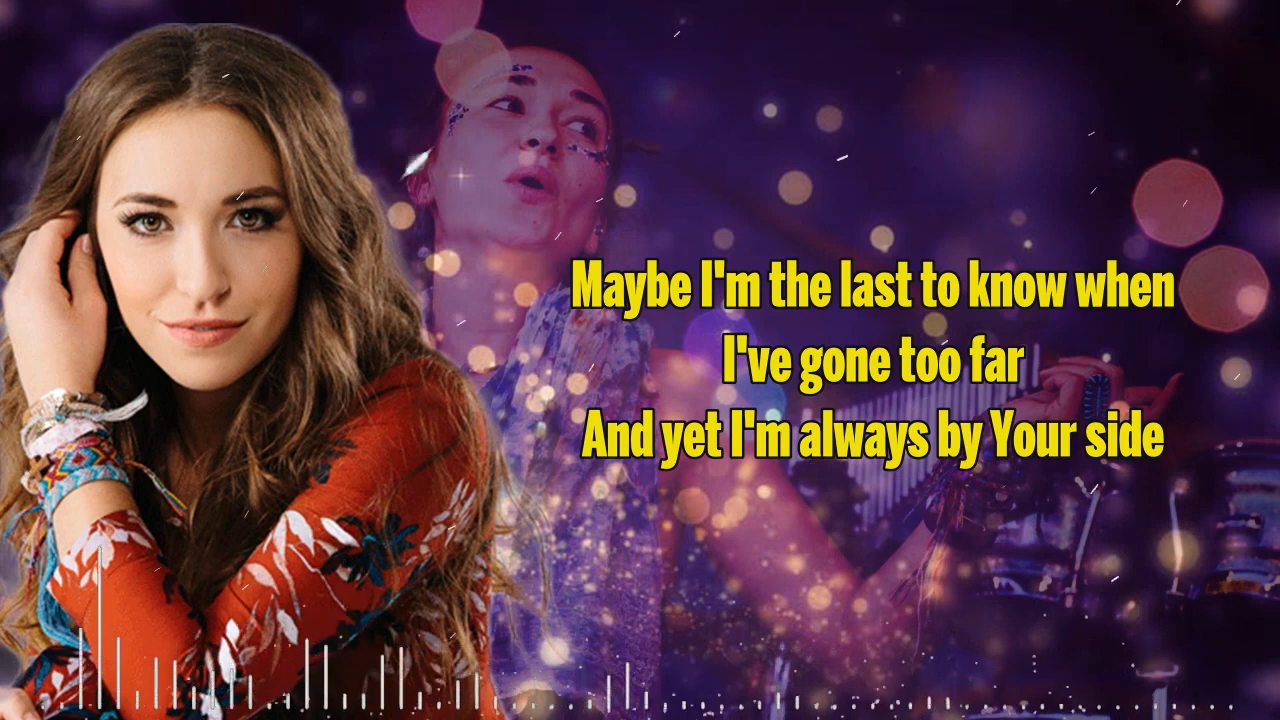 Maybe I'm the last to know when
I've gone too far
And yet I'm always by Your side